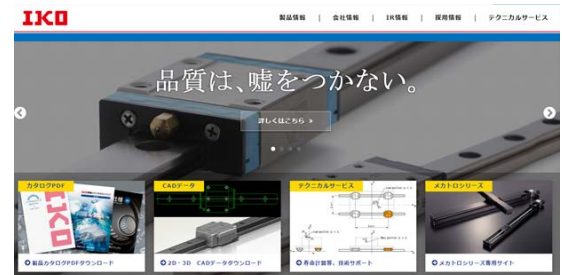 IKO
製品情報 | 会社情報 | IR情報 | 採用情報 | テクニカルサービス
品質は、嘘をつかない。
詳しくはこちら »
カタログPDF
CADデータ
テクニカルサービス
メカトロシリーズ
IKO
製品カタログPDFダウンロード
2D・3D CADデータダウンロード
寿命計算等、技術サポート
メカトロシリーズ専用サイト